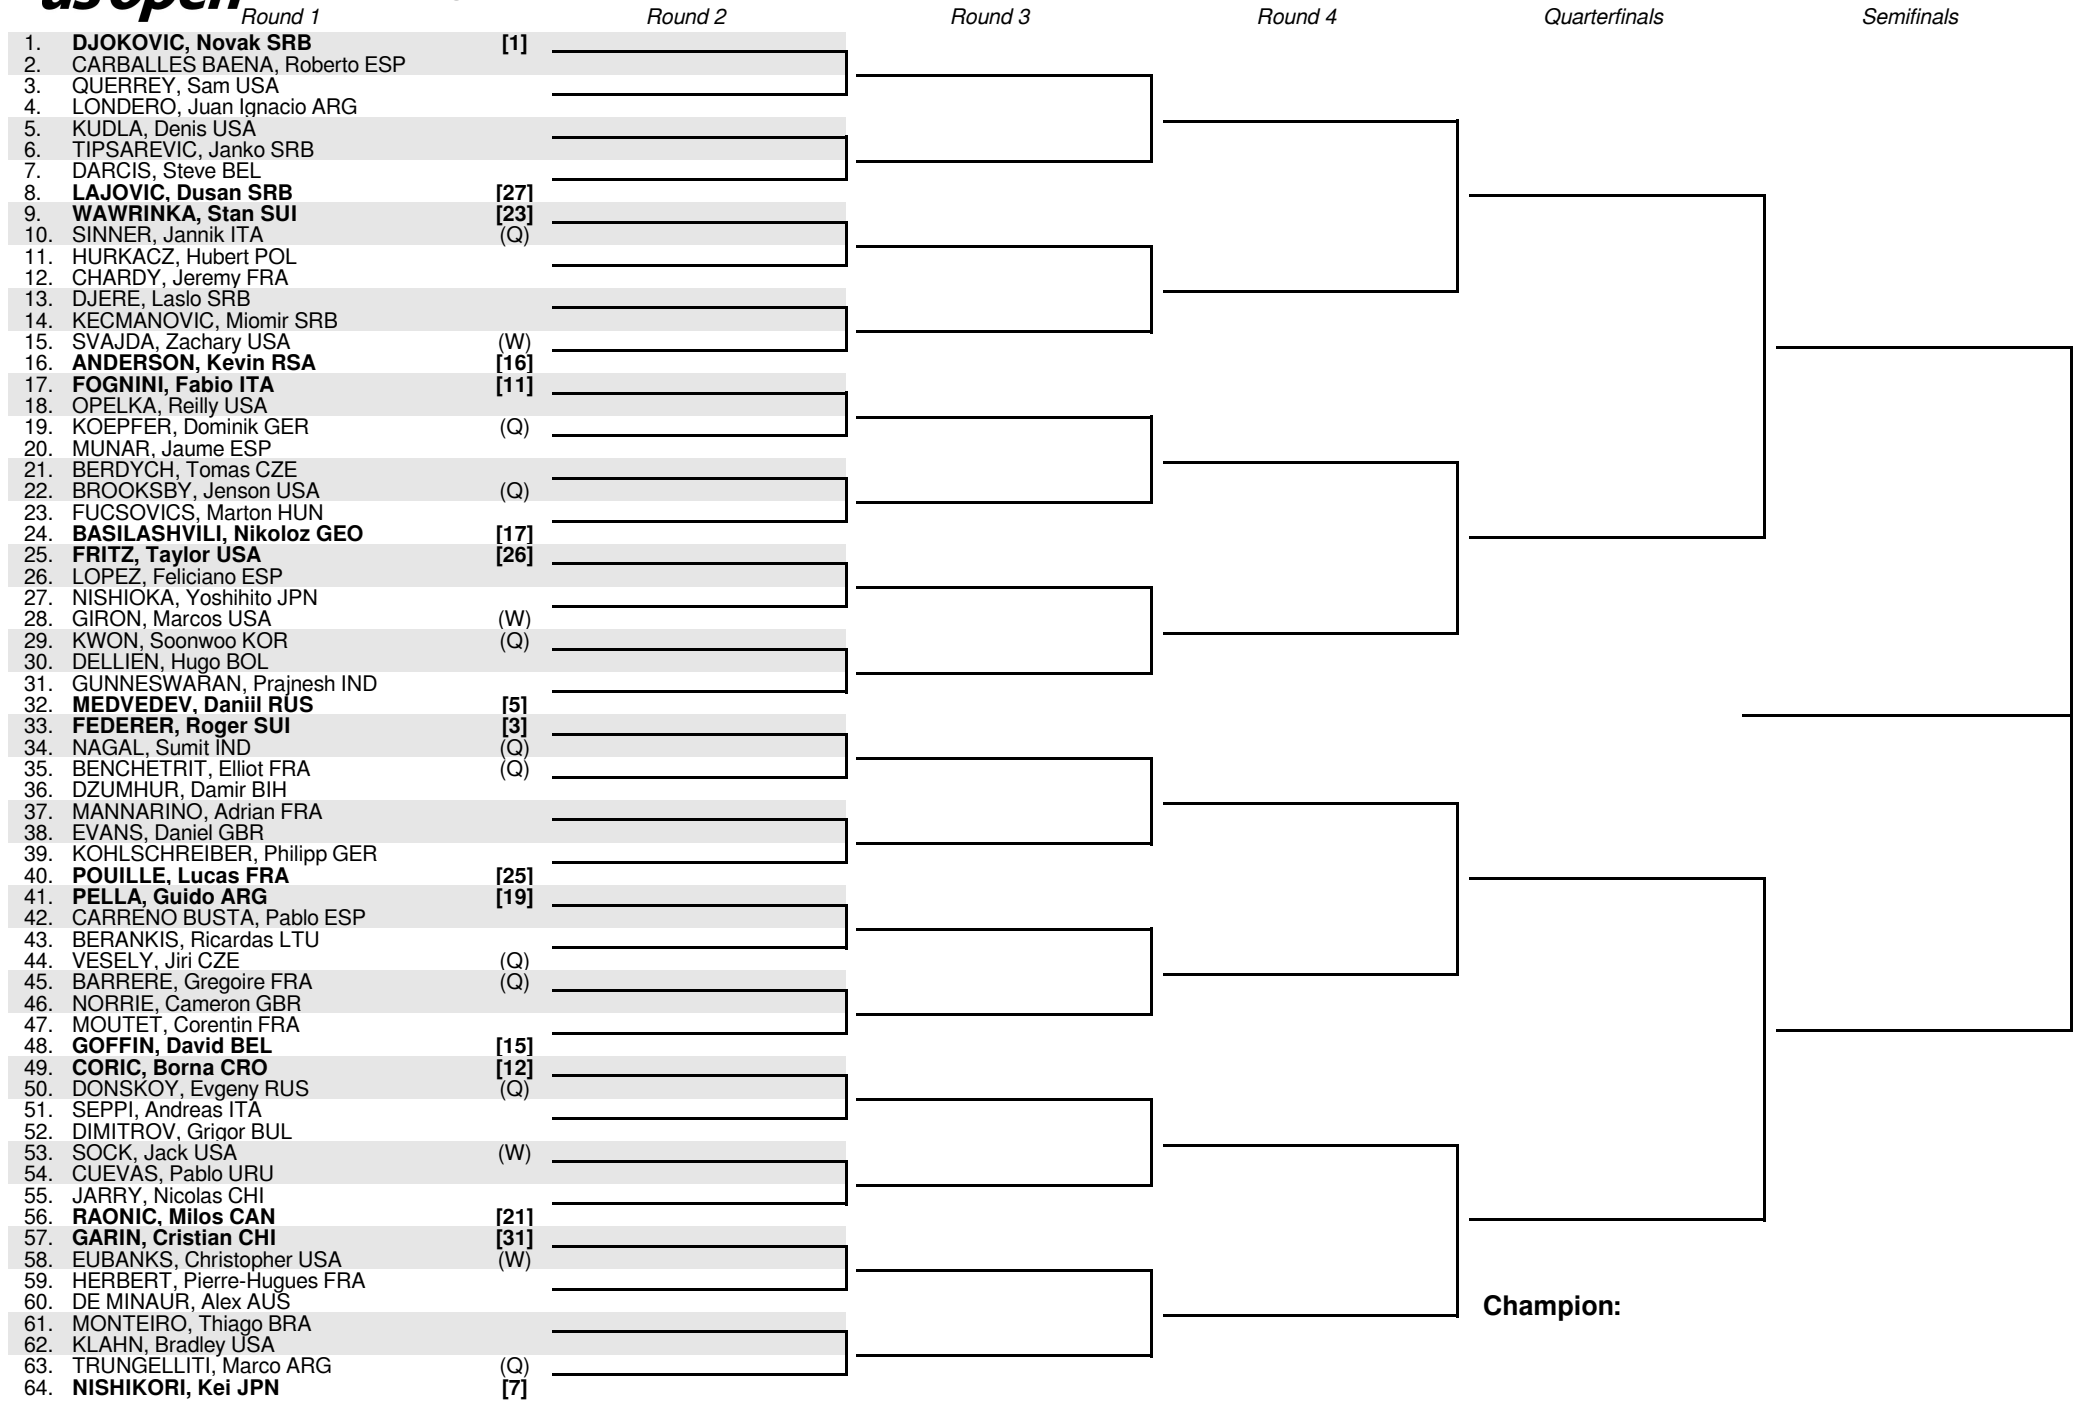 us open
Round 1 Round 2 Round 3 Round 4 Quarterfinals Semifinals
1. DJOKOVIC, Novak SRB [1]
2. CARBALLES BAENA, Roberto ESP
3. QUERREY, Sam USA
4. LONDERO, Juan Ignacio ARG
5. KUDLA, Denis USA
6. TIPSAREVIC, Janko SRB
7. DARCIS, Steve BEL
8. LAJOVIC, Dusan SRB [27]
9. WAWRINKA, Stan SUI [23]
10. SINNER, Jannik ITA (Q)
11. HURKACZ, Hubert POL
12. CHARDY, Jeremy FRA
13. DJERE, Laslo SRB
14. KECMANOVIC, Miomir SRB
15. SVAJDA, Zachary USA (W)
16. ANDERSON, Kevin RSA [16]
17. FOGNINI, Fabio ITA [11]
18. OPELKA, Reilly USA
19. KOEPFER, Dominik GER (Q)
20. MUNAR, Jaume ESP
21. BERDYCH, Tomas CZE
22. BROOKSBY, Jenson USA (Q)
23. FUCSOVICS, Marton HUN
24. BASILASHVILI, Nikoloz GEO [17]
25. FRITZ, Taylor USA [26]
26. LOPEZ, Feliciano ESP
27. NISHIOKA, Yoshihito JPN
28. GIRON, Marcos USA (W)
29. KWON, Soonwoo KOR (Q)
30. DELLIEN, Hugo BOL
31. GUNNESWARAN, Prajnesh IND
32. MEDVEDEV, Daniil RUS [5]
33. FEDERER, Roger SUI [3]
34. NAGAL, Sumit IND (Q)
35. BENCHETRIT, Elliot FRA (Q)
36. DZUMHUR, Damir BIH
37. MANNARINO, Adrian FRA
38. EVANS, Daniel GBR
39. KOHLSCHREIBER, Philipp GER
40. POUILLE, Lucas FRA [25]
41. PELLA, Guido ARG [19]
42. CARRENO BUSTA, Pablo ESP
43. BERANKIS, Ricardas LTU
44. VESELY, Jiri CZE (Q)
45. BARRERE, Gregoire FRA (Q)
46. NORRIE, Cameron GBR
47. MOUTET, Corentin FRA
48. GOFFIN, David BEL [15]
49. CORIC, Borna CRO [12]
50. DONSKOY, Evgeny RUS (Q)
51. SEPPI, Andreas ITA
52. DIMITROV, Grigor BUL
53. SOCK, Jack USA (W)
54. CUEVAS, Pablo URU
55. JARRY, Nicolas CHI
56. RAONIC, Milos CAN [21]
57. GARIN, Cristian CHI [31]
58. EUBANKS, Christopher USA (W)
59. HERBERT, Pierre-Hugues FRA
60. DE MINAUR, Alex AUS
Champion:
61. MONTEIRO, Thiago BRA
62. KLAHN, Bradley USA
63. TRUNGELLITI, Marco ARG (Q)
64. NISHIKORI, Kei JPN [7]